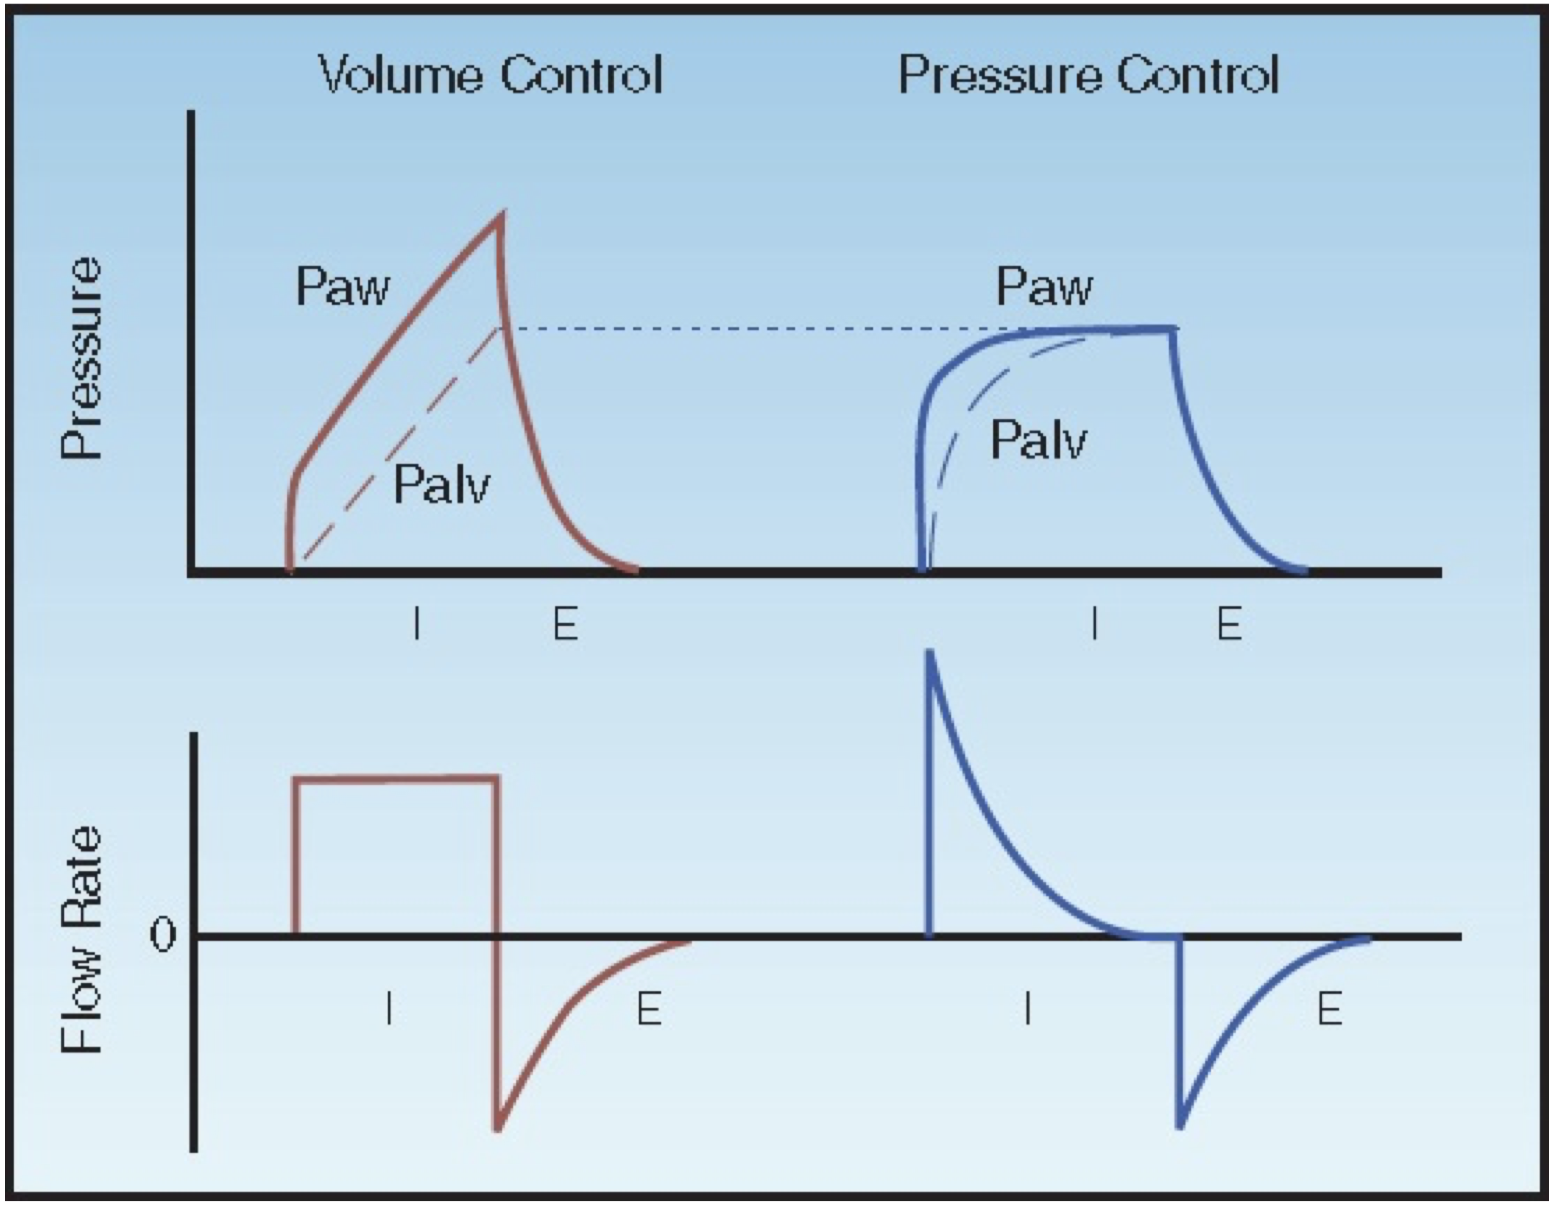 Volume Control
Pressure Control
Pressure
Paw
Palv
Paw
Palv
I
E
I
E
Flow Rate
0
I
E
I
E